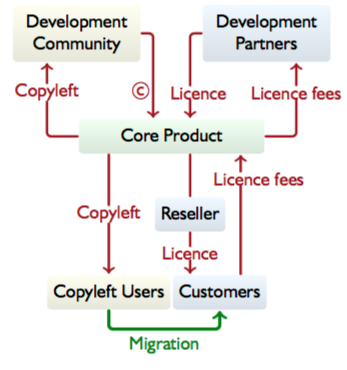 Development
Community
Development
Partners
Copyleft
©
Licence
Licence fees
Core Product
Licence fees
Copyleft
Reseller
Licence
Copyleft Users
Customers
Migration